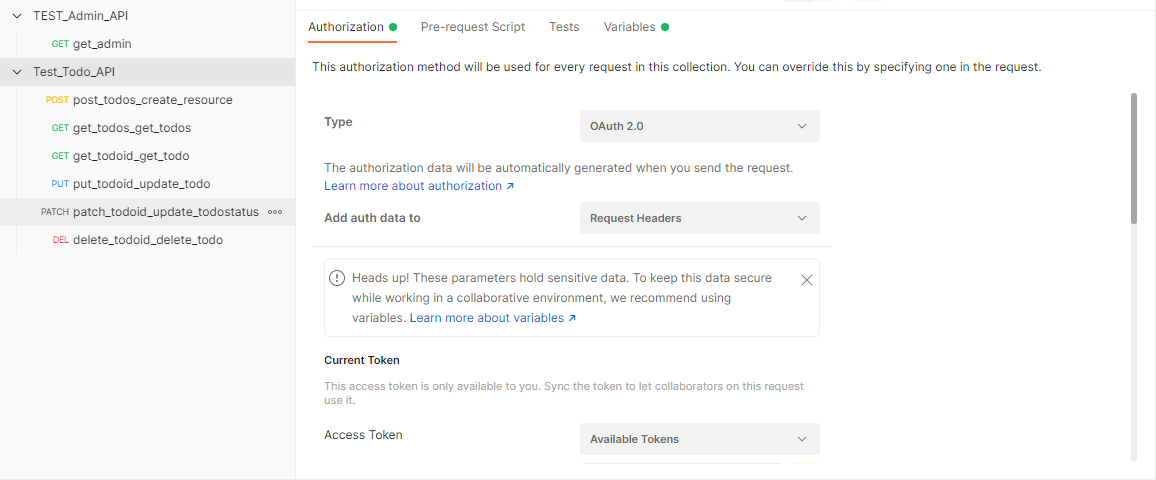 TEST_Admin_API
GET get_admin
Test_Todo_API
POST post_todos_create_resource
GET get_todos_get_todos
GET get_todoid_get_todo
PUT put_todoid_update_todo
PATCH patch_todoid_update_todostatus
DEL delete_todoid_delete_todo
Authorization Pre-request Script Tests Variables
This authorization method will be used for every request in this collection. You can override this by specifying one in the request.
Type OAuth 2.0
The authorization data will be automatically generated when you send the request.
Learn more about authorization ↗
Add auth data to Request Headers
Heads up! These parameters hold sensitive data. To keep this data secure
while working in a collaborative environment, we recommend using
variables. Learn more about variables ↗
Current Token
This access token is only available to you. Sync the token to let collaborators on this request
use it.
Access Token Available Tokens